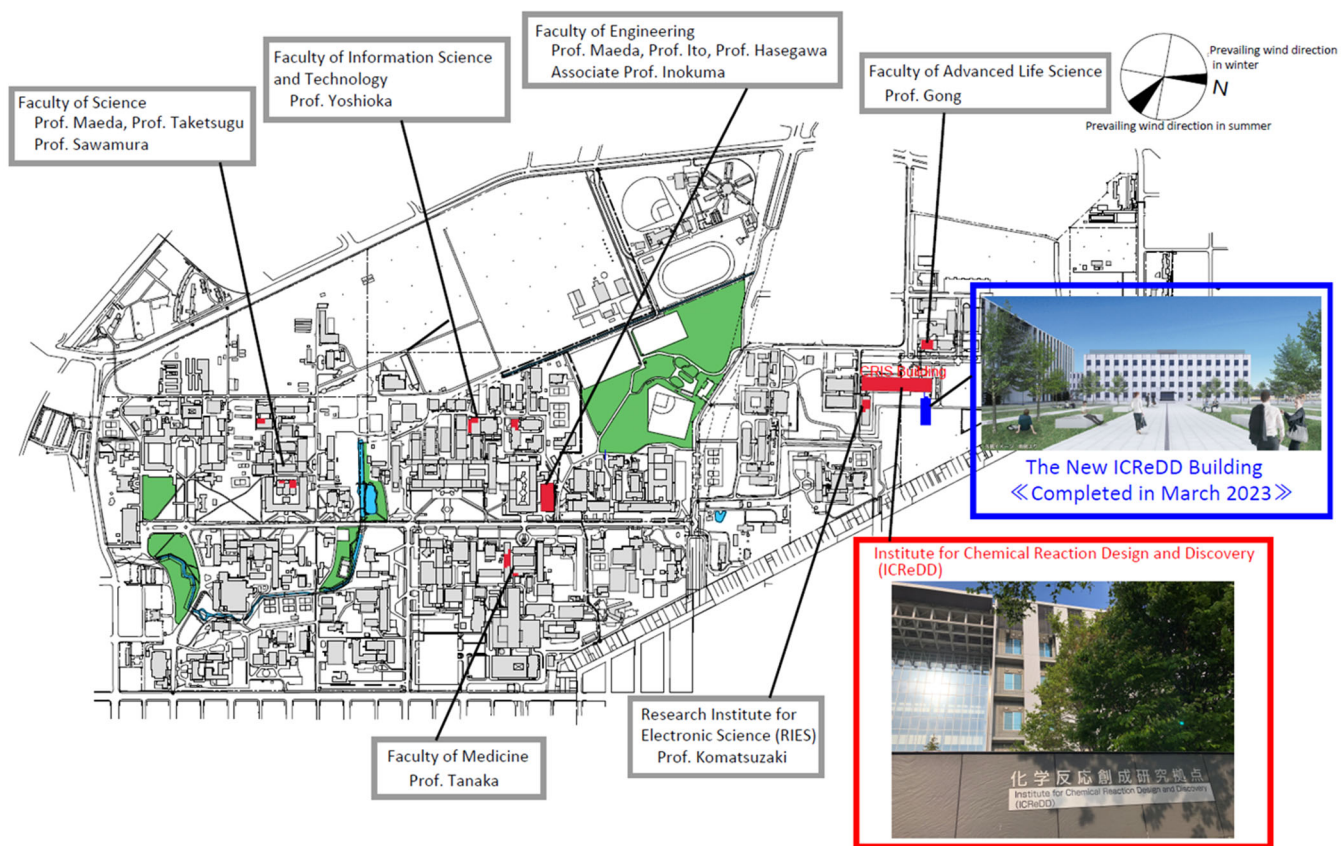 Faculty of Science
Prof. Maeda, Prof. Taketsugu
Prof. Sawamura
Faculty of Information Science
and Technology
Prof. Yoshioka
Faculty of Engineering
Prof. Maeda, Prof. Ito, Prof. Hasegawa
Associate Prof. Inokuma
Faculty of Advanced Life Science
Prof. Gong
Prevailing wind direction
in winter
N
Prevailing wind direction in summer
CRIS Building
The New ICReDD Building
≪Completed in March 2023≫
Institute for Chemical Reaction Design and Discovery
(ICReDD)
化学反応創成研究拠点
Institute for Chemical Reaction Design and Discovery
(ICReDD)
Research Institute for
Electronic Science (RIES)
Prof. Komatsuzaki
Faculty of Medicine
Prof. Tanaka